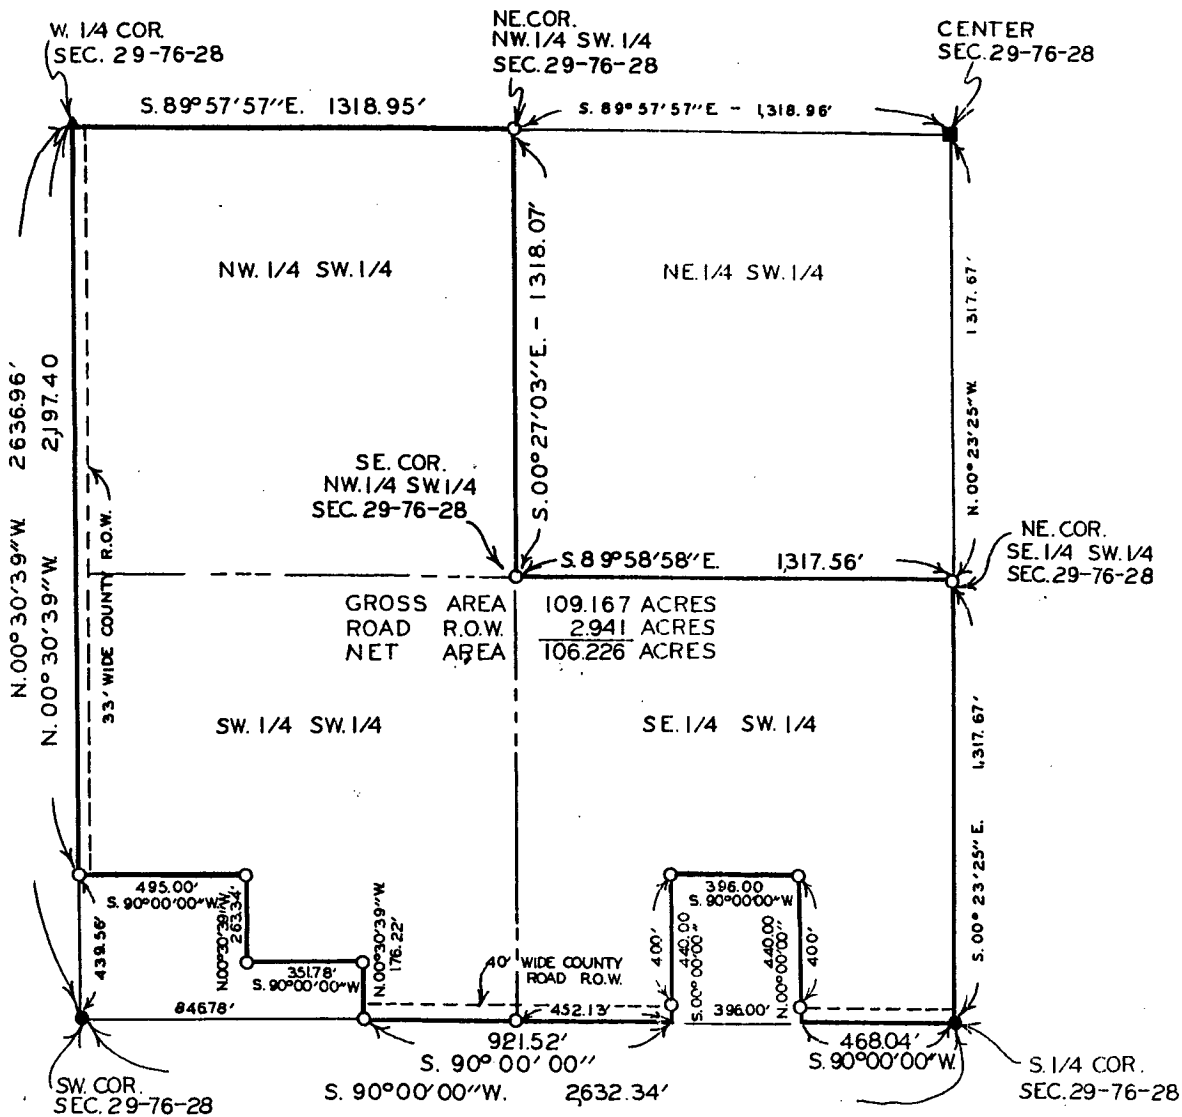 W. 1/4 COR.
SEC. 29-76-28
NE.COR.
NW.1/4 SW.1/4
SEC.29-76-28
CENTER
SEC.29-76-28
S.89°57'57"E. 1318.95'
S. 89°57'57"E - 1,318.96'
NW. 1/4 SW.1/4
NE.1/4 SW.1/4
S.00°27'03"E. - 1318.07'
N.00°23'25"W. 1317.67'
N.00°30'39"W. 2636.96'
N.00°30'39"W. 2,197.40
33' WIDE COUNTY R.O.W.
SE.COR.
NW.1/4 SW.1/4
SEC.29-76-28
S.89°58'58"E. 1,317.56'
NE.COR.
SE.1/4 SW.1/4
SEC.29-76-28
GROSS AREA 109.167 ACRES
ROAD R.O.W. 2.941 ACRES
NET AREA 106.226 ACRES
SW.1/4 SW.1/4
SE.1/4 SW.1/4
S.00°23'25"E. 1,317.67'
495.00'
S.90°00'00"W.
N.00°30'39"W.
263.34'
439.56'
351.78'
S.90°00'00"W.
N.00°30'39"W.
176.22'
846.78'
40' WIDE COUNTY
ROAD R.O.W.
452.13'
396.00
S.90°00'00"W
400'
440.00
S.00°00'00"
440.00
N.00°00'00"
400'
396.00'
921.52'
S. 90°00'00"
468.04'
S.90°00'00"W.
S. 90°00'00"W. 2632.34'
SW. COR.
SEC. 29-76-28
S.1/4 COR.
SEC.29-76-28